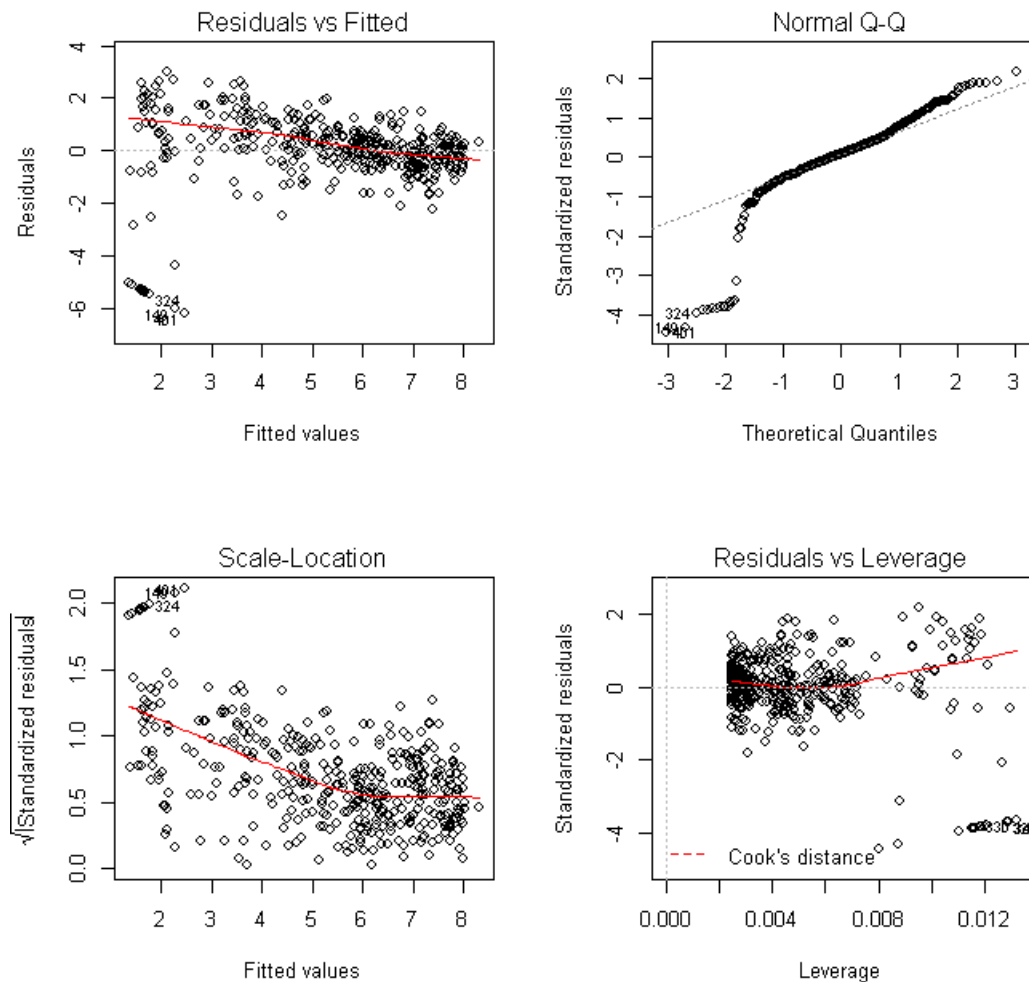 Residuals vs Fitted
Residuals
4
2
0
-2
-4
-6
324
149
401
2 3 4 5 6 7 8
Fitted values
Normal Q-Q
Standardized residuals
2
1
0
-1
-2
-3
-4
324
149
401
-3 -2 -1 0 1 2 3
Theoretical Quantiles
Scale-Location
√|Standardized residuals|
2.0
1.5
1.0
0.5
0.0
401
149
324
2 3 4 5 6 7 8
Fitted values
Residuals vs Leverage
Standardized residuals
2
0
-2
-4
330
Cook's distance
0.000 0.004 0.008 0.012
Leverage